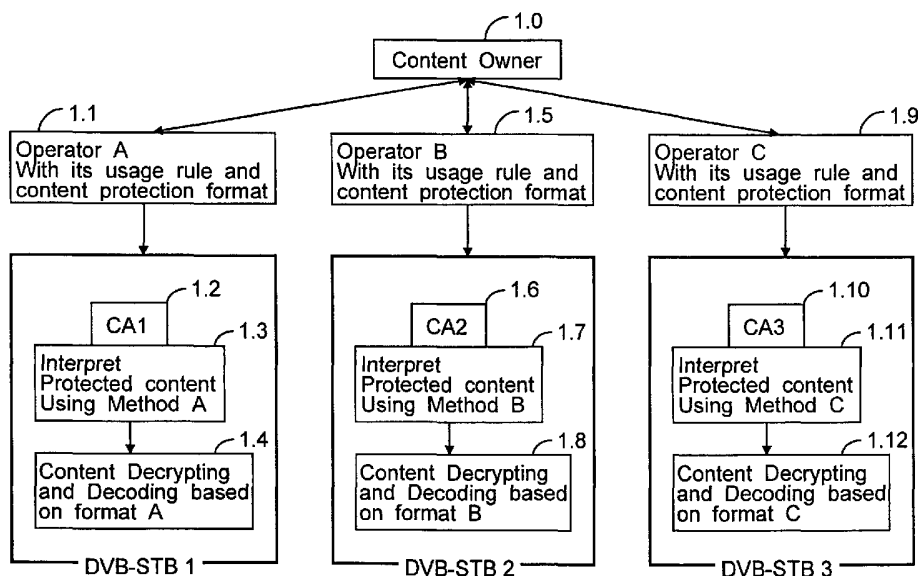 1.0
Content Owner
1.1
Operator A
With its usage rule and
content protection format
1.5
Operator B
With its usage rule and
content protection format
1.9
Operator C
With its usage rule and
content protection format
1.2
CA1
1.3
Interpret
Protected content
Using Method A
1.4
Content Decrypting
and Decoding based
on format A
DVB-STB 1
1.6
CA2
1.7
Interpret
Protected content
Using Method B
1.8
Content Decrypting
and Decoding based
on format B
DVB-STB 2
1.10
CA3
1.11
Interpret
Protected content
Using Method C
1.12
Content Decrypting
and Decoding based
on format C
DVB-STB 3